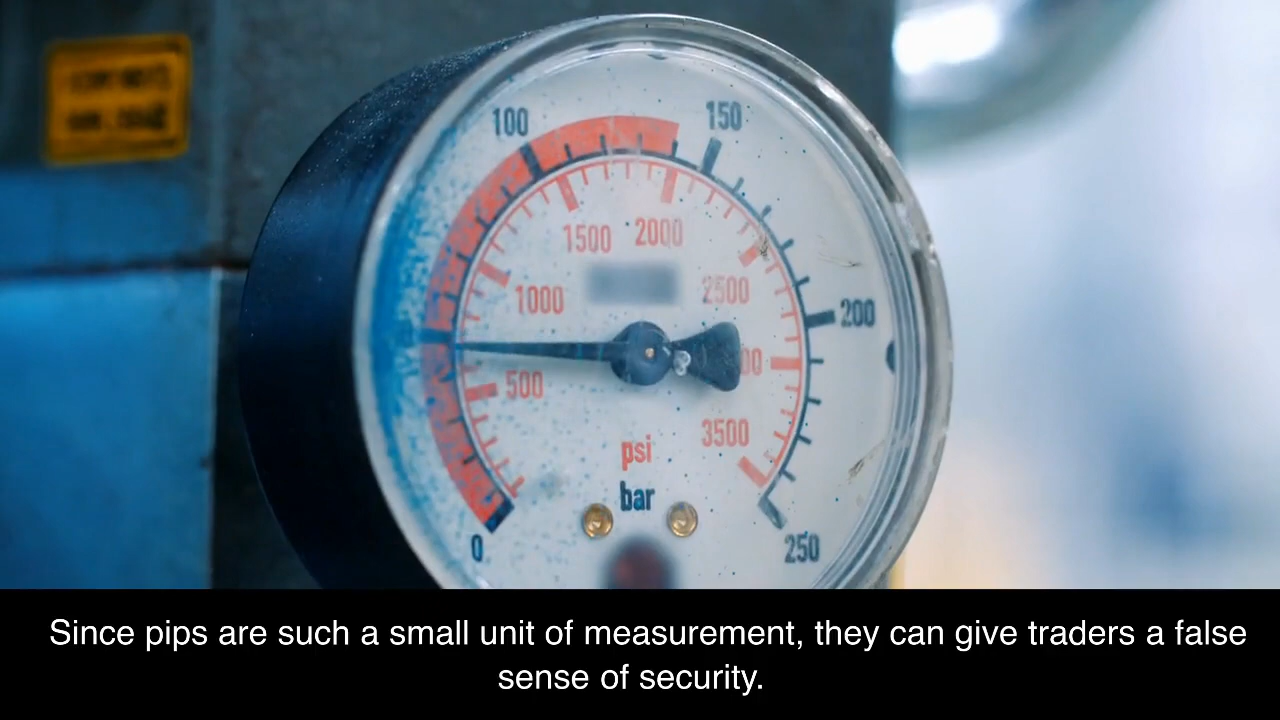 100
150
1500
2000
1000
2500
200
500
3500
psi
bar
0
250
Since pips are such a small unit of measurement, they can give traders a false
sense of security.